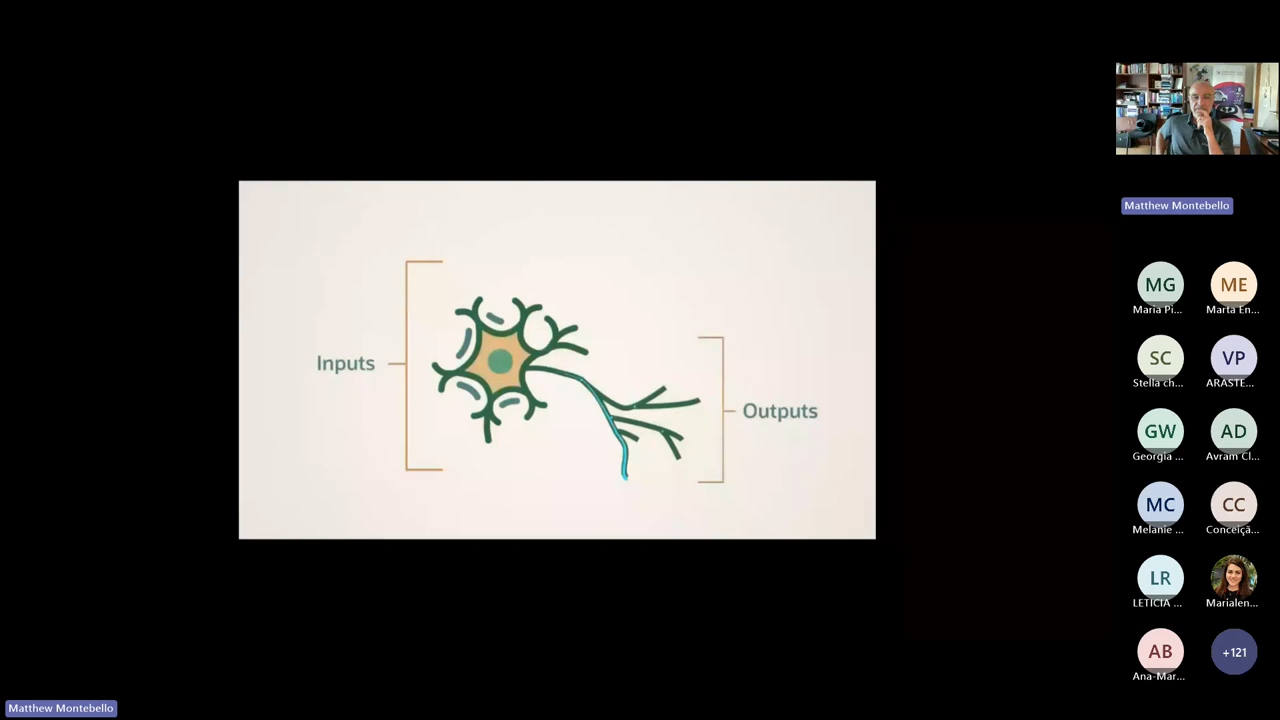 Inputs
Outputs
Matthew Montebello
MG
Maria Pi...
ME
Marta En...
SC
Stella ch...
VP
ARASTE...
GW
Georgia ...
AD
Avram Cl...
MC
Melanie ...
CC
Conceiçã...
LR
LETICIA ...
Marialen...
AB
Ana-Mar...
+121
Matthew Montebello